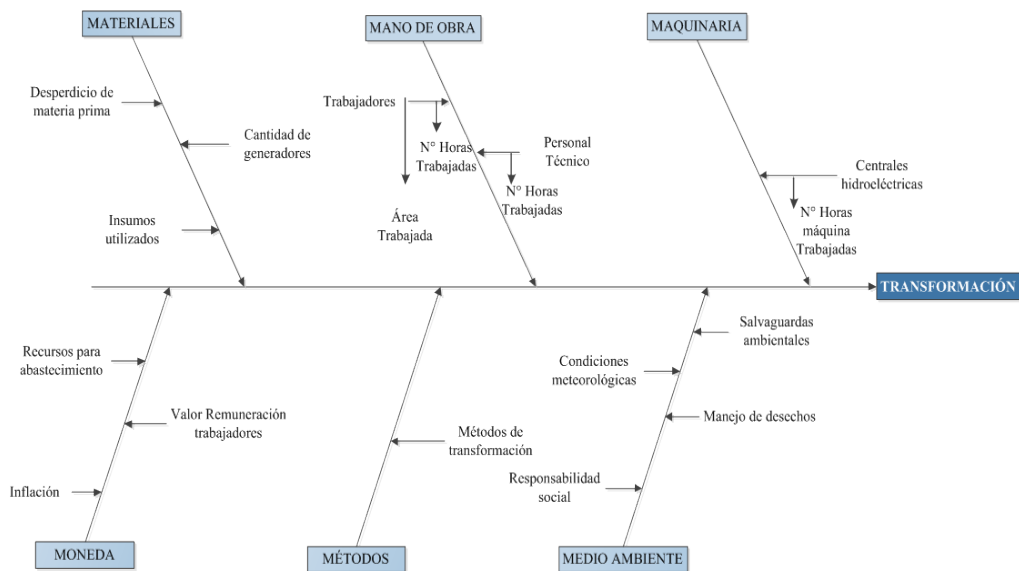 MATERIALES
MANO DE OBRA
MAQUINARIA
Desperdicio de
materia prima
Cantidad de
generadores
Insumos
utilizados
Trabajadores
N° Horas
Trabajadas
Área
Trabajada
Personal
Técnico
N° Horas
Trabajadas
Centrales
hidroeléctricas
N° Horas
máquina
Trabajadas
TRANSFORMACIÓN
Recursos para
abastecimiento
Valor Remuneración
trabajadores
Inflación
Métodos de
transformación
Salvaguardas
ambientales
Condiciones
meteorológicas
Manejo de desechos
Responsabilidad
social
MONEDA
MÉTODOS
MEDIO AMBIENTE